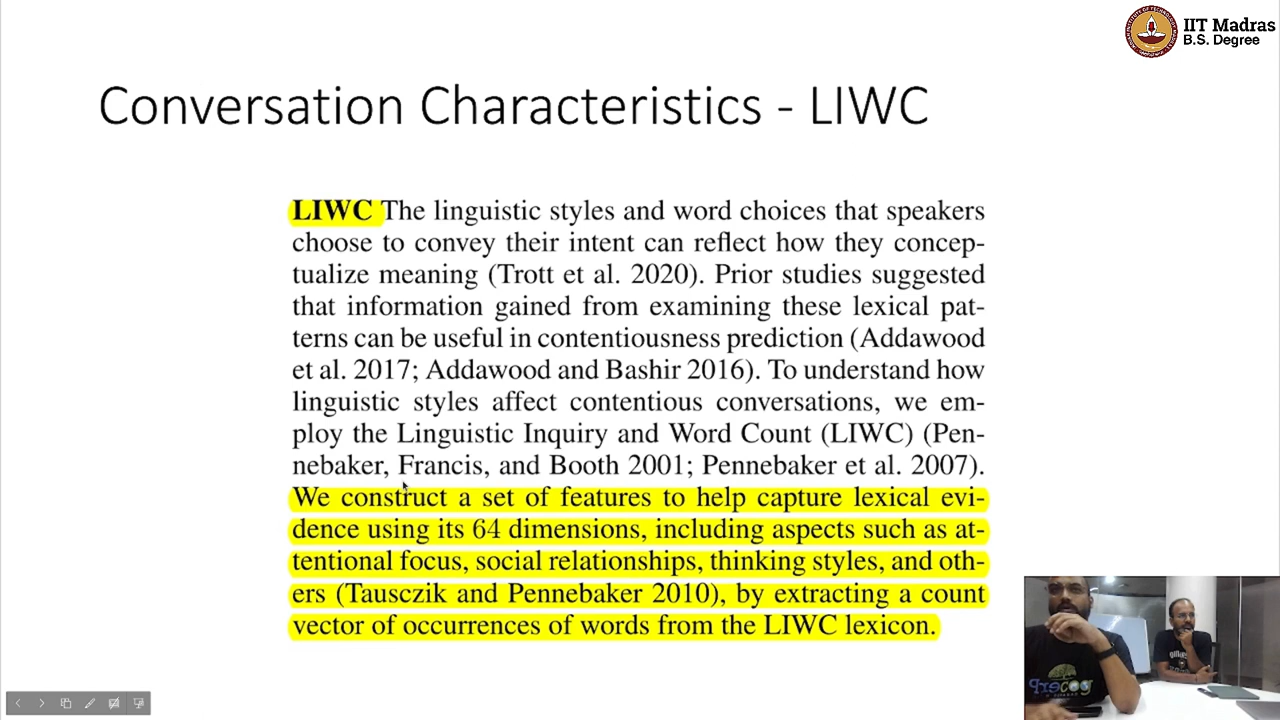 IIT Madras
B.S. Degree
Conversation Characteristics - LIWC
LIWC The linguistic styles and word choices that speakers
choose to convey their intent can reflect how they concep-
tualize meaning (Trott et al. 2020). Prior studies suggested
that information gained from examining these lexical pat-
terns can be useful in contentiousness prediction (Addawood
et al. 2017; Addawood and Bashir 2016). To understand how
linguistic styles affect contentious conversations, we em-
ploy the Linguistic Inquiry and Word Count (LIWC) (Pen-
nebaker, Francis, and Booth 2001; Pennebaker et al. 2007).
We construct a set of features to help capture lexical evi-
dence using its 64 dimensions, including aspects such as at-
tentional focus, social relationships, thinking styles, and oth-
ers (Tausczik and Pennebaker 2010), by extracting a count
vector of occurrences of words from the LIWC lexicon.
Precog